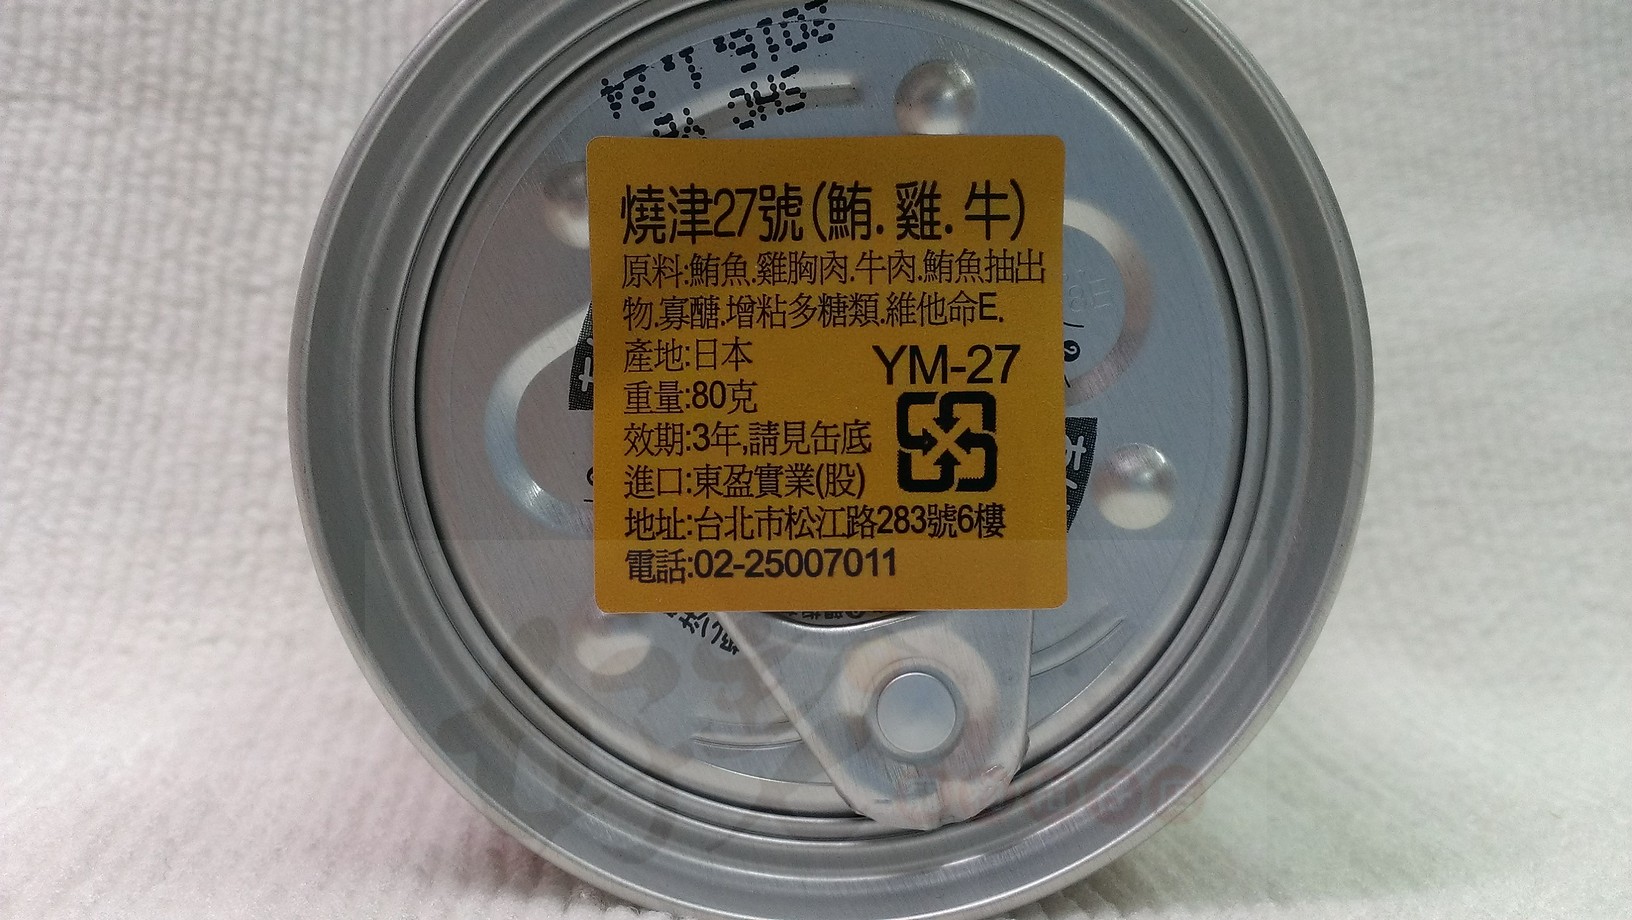 燒津27號(鮪.雞.牛)
原料:鮪魚.雞胸肉.牛肉.鮪魚抽出
物.寡醣.增粘多糖類.維他命E.
產地:日本
YM-27
重量:80克
效期:3年,請見缶底
進口:東盈實業(股)
地址:台北市松江路283號6樓
電話:02-25007011